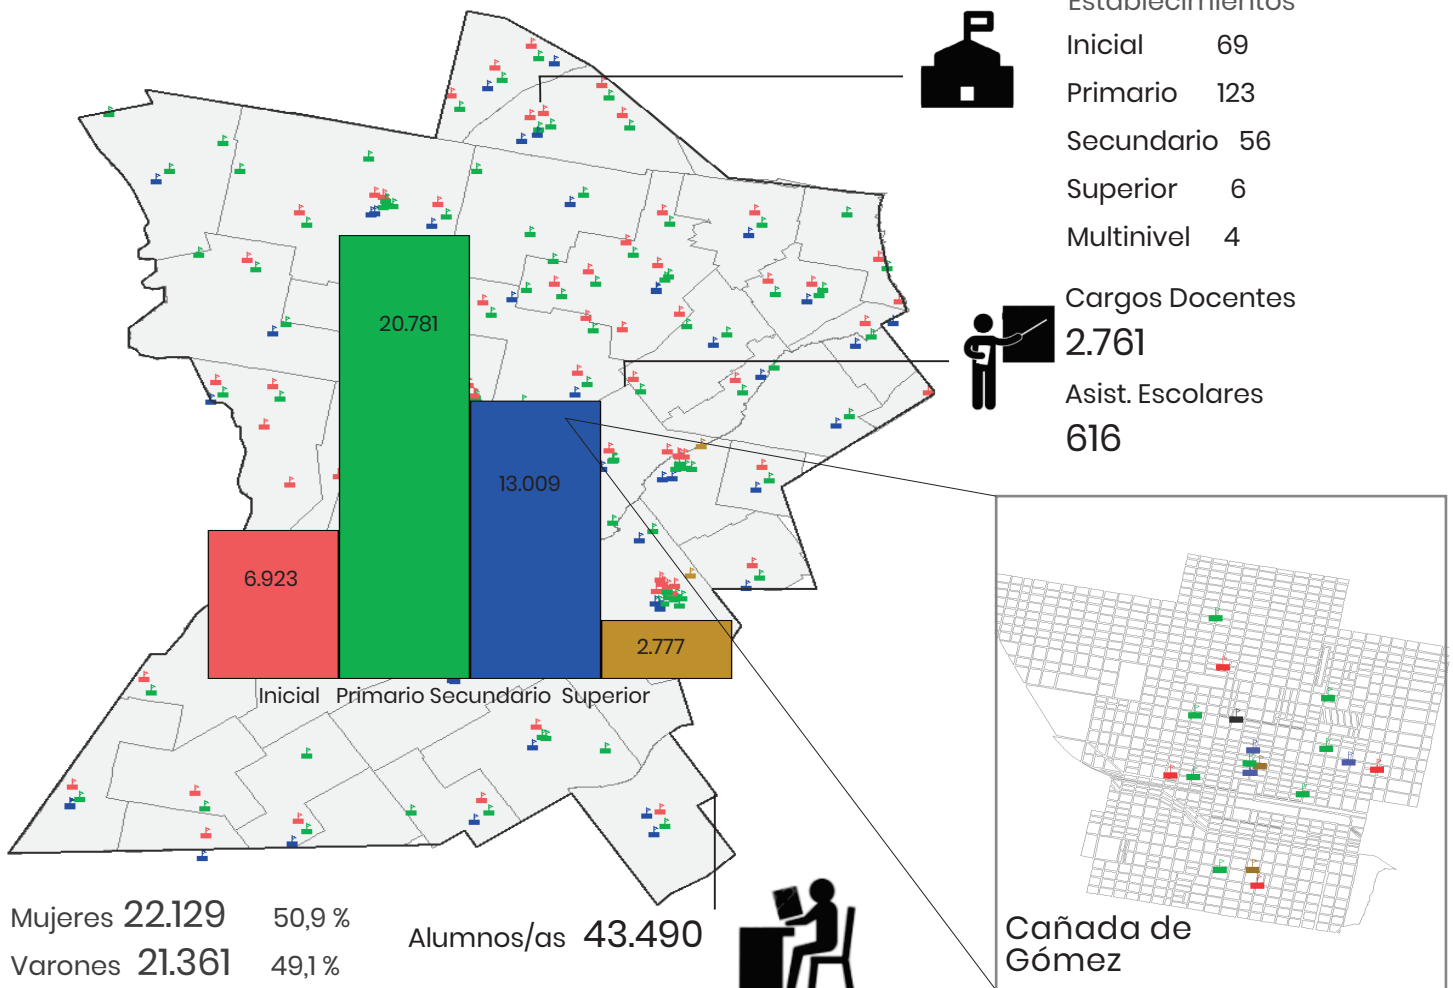 Establecimientos
Inicial 69
Primario 123
Secundario 56
Superior 6
Multinivel 4
Cargos Docentes
2.761
Asist. Escolares
616
20.781
13.009
6.923
2.777
Inicial Primario Secundario Superior
Cañada de
Gómez
Mujeres 22.129 50,9 %
Varones 21.361 49,1 %
Alumnos/as 43.490